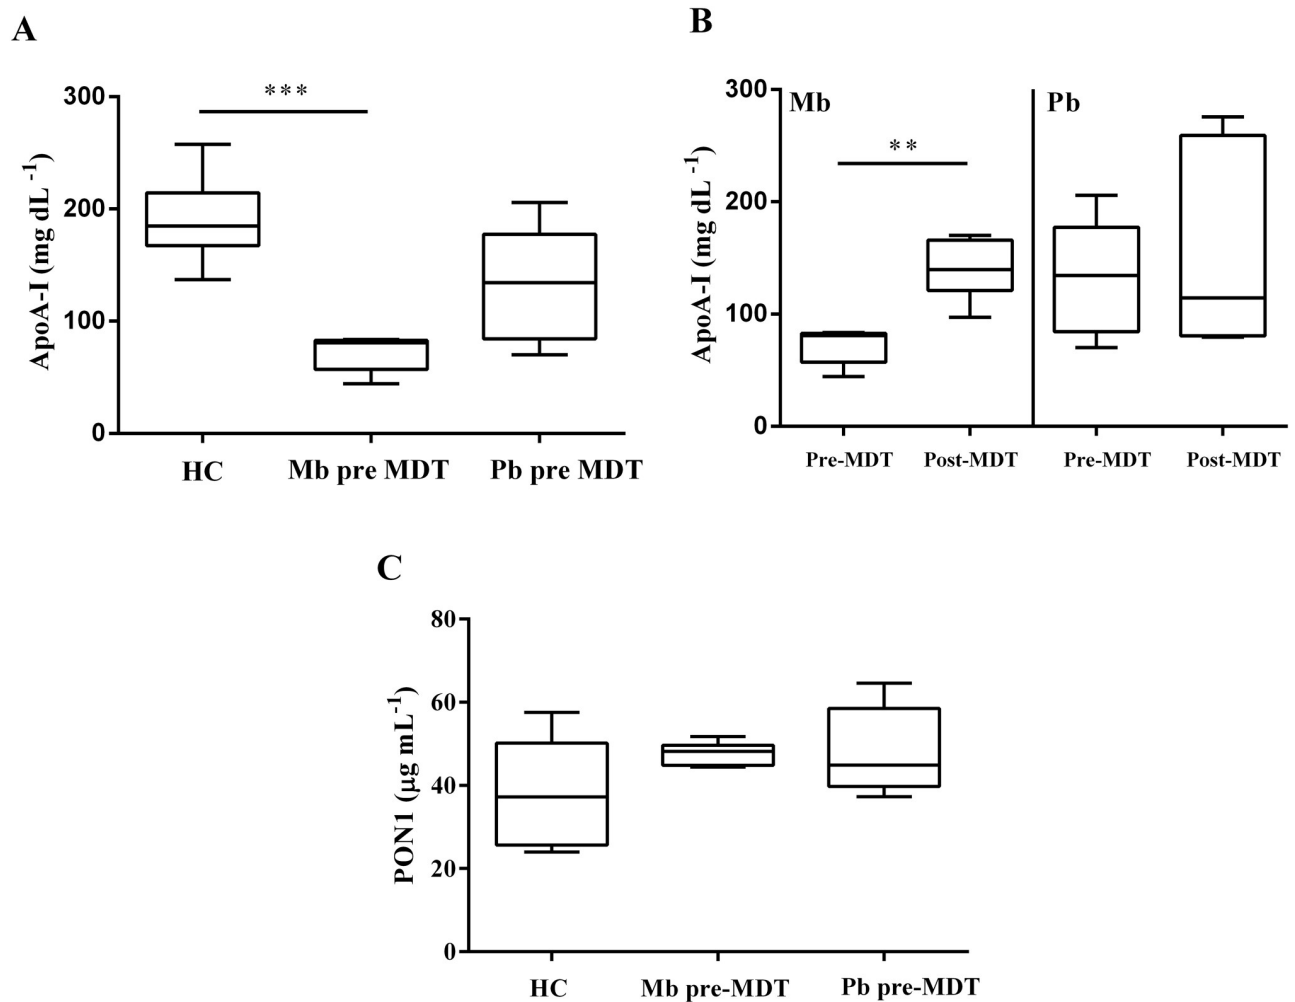 A
ApoA-I (mg dL -1)
300
200
100
0
***
HC
Mb pre MDT
Pb pre MDT
B
ApoA-I (mg dL -1)
300
200
100
0
Mb
Pb
**
Pre-MDT
Post-MDT
Pre-MDT
Post-MDT
C
PON1 (µg mL-1)
80
60
40
20
0
HC
Mb pre-MDT
Pb pre-MDT